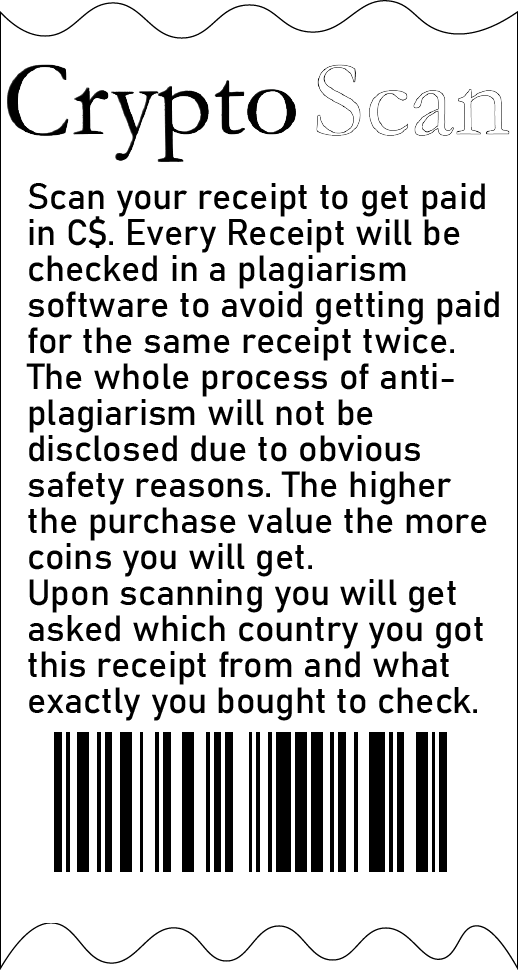 Crypto Scan
Scan your receipt to get paid
in C$. Every Receipt will be
checked in a plagiarism
software to avoid getting paid
for the same receipt twice.
The whole process of anti-
plagiarism will not be
disclosed due to obvious
safety reasons. The higher
the purchase value the more
coins you will get.
Upon scanning you will get
asked which country you got
this receipt from and what
exactly you bought to check.